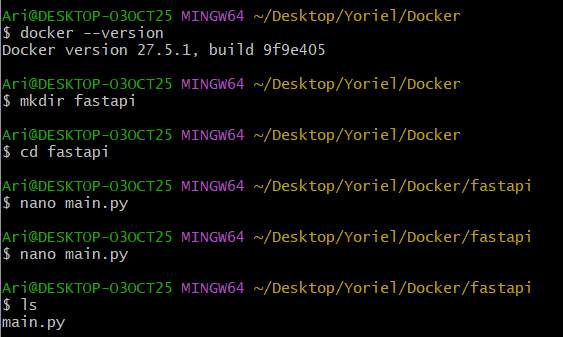 Ari@DESKTOP-O3OCT25 MINGW64 ~/Desktop/Yoriel/Docker
$ docker --version
Docker version 27.5.1, build 9f9e405
Ari@DESKTOP-O3OCT25 MINGW64 ~/Desktop/Yoriel/Docker
$ mkdir fastapi
Ari@DESKTOP-O3OCT25 MINGW64 ~/Desktop/Yoriel/Docker
$ cd fastapi
Ari@DESKTOP-O3OCT25 MINGW64 ~/Desktop/Yoriel/Docker/fastapi
$ nano main.py
Ari@DESKTOP-O3OCT25 MINGW64 ~/Desktop/Yoriel/Docker/fastapi
$ nano main.py
Ari@DESKTOP-O3OCT25 MINGW64 ~/Desktop/Yoriel/Docker/fastapi
$ ls
main.py